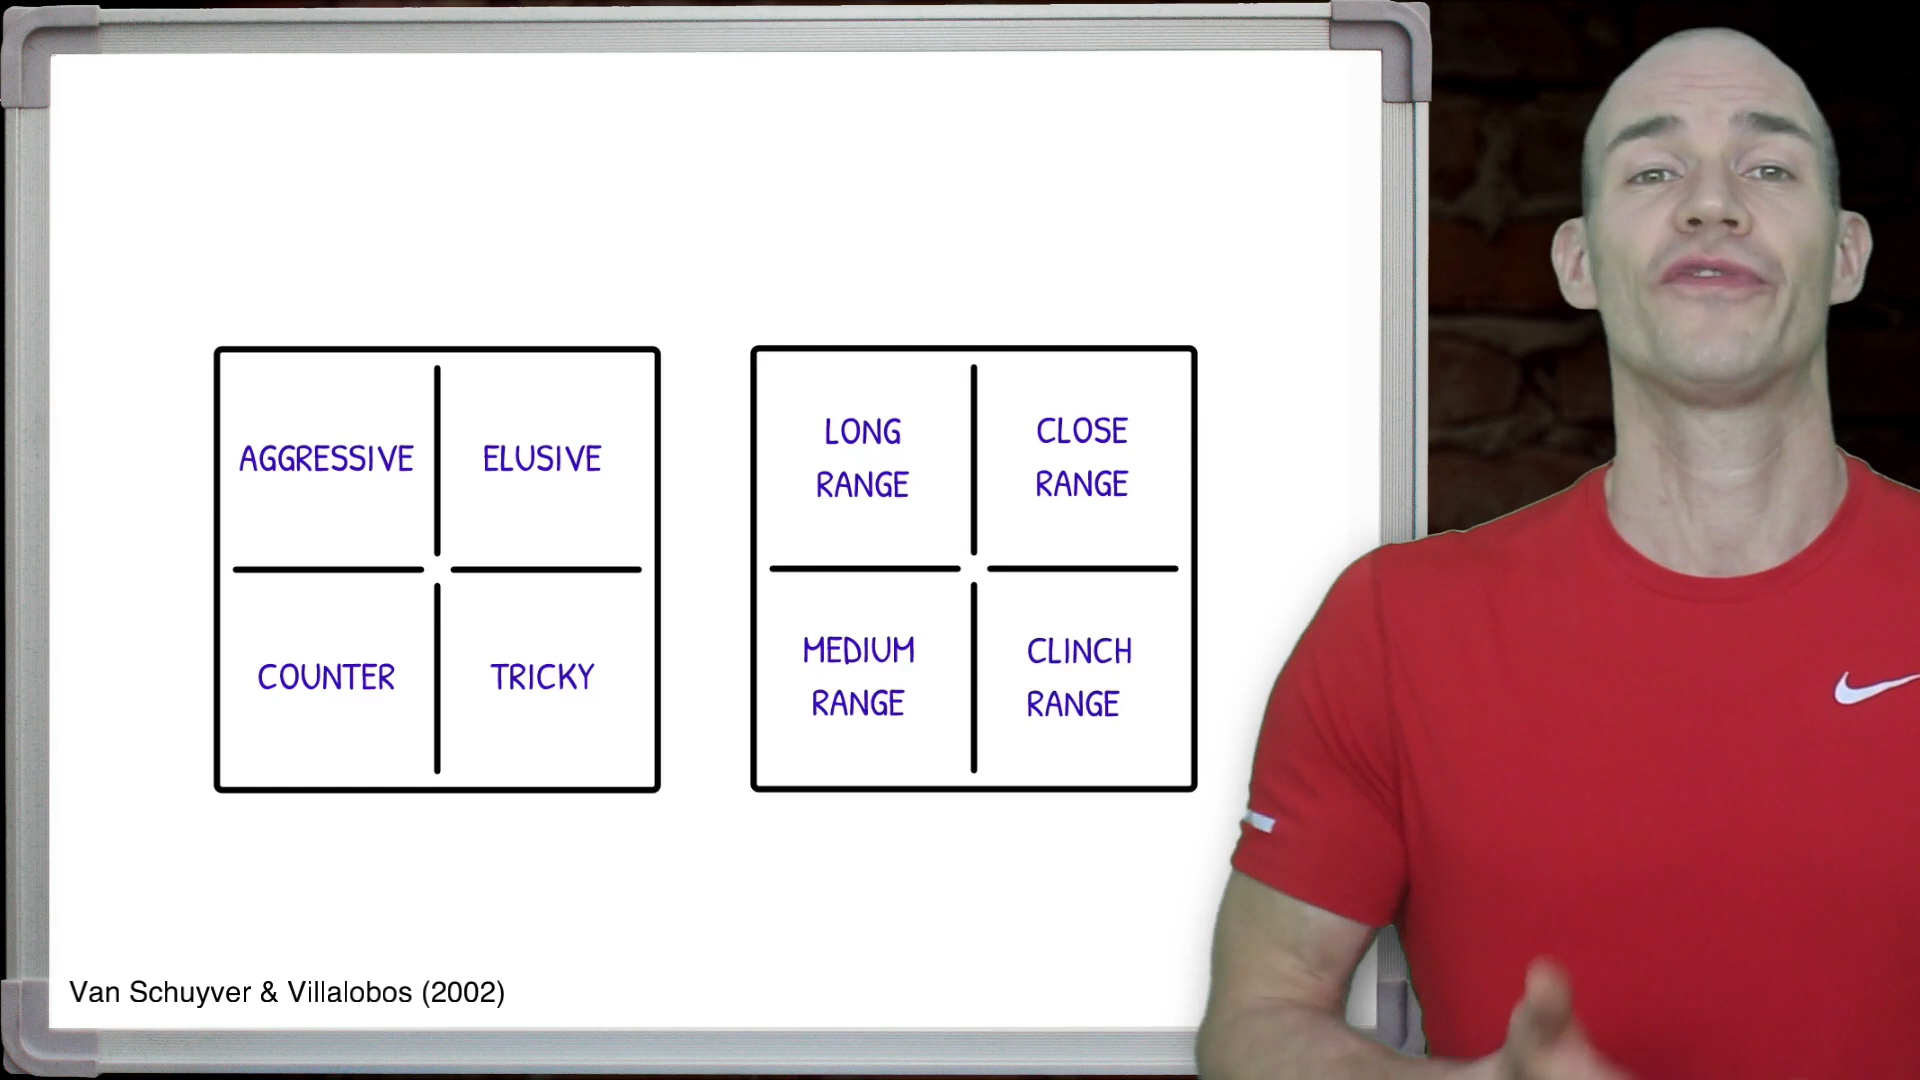 AGGRESSIVE
ELUSIVE
COUNTER
TRICKY
LONG
RANGE
CLOSE
RANGE
MEDIUM
RANGE
CLINCH
RANGE
Van Schuyver & Villalobos (2002)